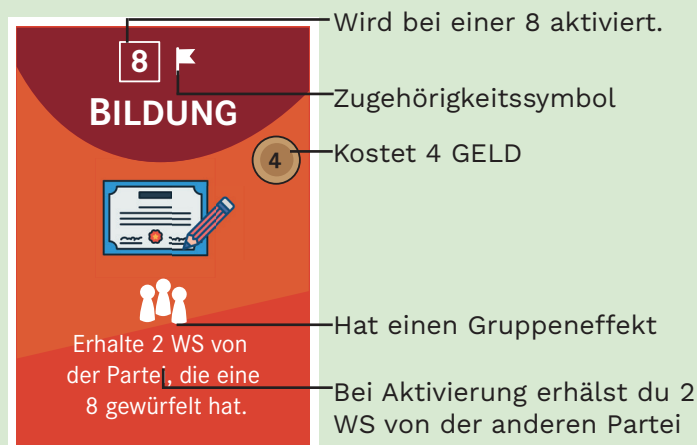 8
BILDUNG
4
Erhalte 2 WS von
der Partei, die eine
8 gewürfelt hat.
Wird bei einer 8 aktiviert.
Zugehörigkeitssymbol
Kostet 4 GELD
Hat einen Gruppeneffekt
Bei Aktivierung erhälst du 2
WS von der anderen Partei